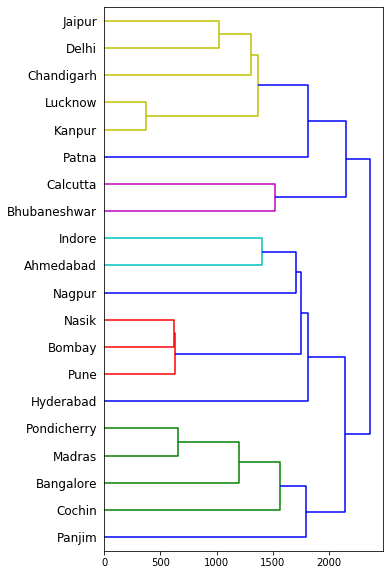 Jaipur
Delhi
Chandigarh
Lucknow
Kanpur
Patna
Calcutta
Bhubaneshwar
Indore
Ahmedabad
Nagpur
Nasik
Bombay
Pune
Hyderabad
Pondicherry
Madras
Bangalore
Cochin
Panjim
0 500 1000 1500 2000